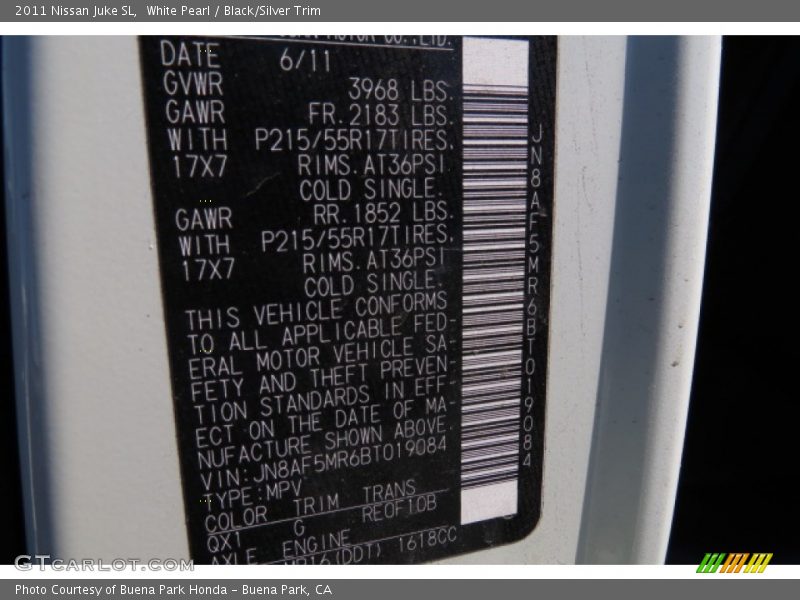 2011 Nissan Juke SL, White Pearl / Black/Silver Trim
DATE 6/11
GVWR 3968 LBS.
GAWR FR. 2183 LBS.
WITH P215/55R17TIRES.
17X7 RIMS. AT36PSI
COLD SINGLE.
GAWR RR. 1852 LBS.
WITH P215/55R17TIRES.
17X7 RIMS. AT36PSI
COLD SINGLE.
THIS VEHICLE CONFORMS
TO ALL APPLICABLE FED-
ERAL MOTOR VEHICLE SA-
FETY AND THEFT PREVEN-
TION STANDARDS IN EFF-
ECT ON THE DATE OF MA-
NUFACTURE SHOWN ABOVE.
VIN:JN8AF5MR6BT019084
TYPE:MPV
COLOR TRIM TRANS
QX1 G RE0F10B
AXLE ENGINE
MR16(DDT) 1618CC
JN8AF5MR6BT019084
GTCarLot.com
Photo Courtesy of Buena Park Honda - Buena Park, CA